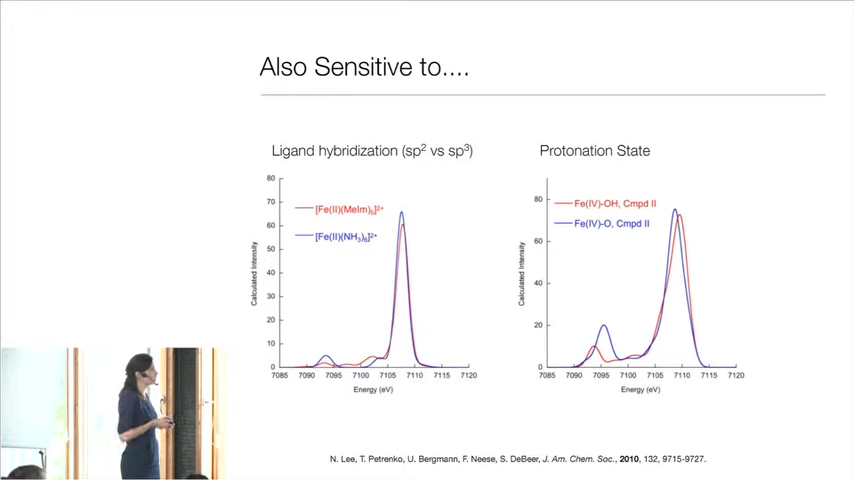 Also Sensitive to....
Ligand hybridization (sp² vs sp³)
80
70
60
50
40
30
20
10
0
Calculated Intensity
[Fe(II)(MeIm)₆]²⁺
[Fe(II)(NH₃)₆]²⁺
7085 7090 7095 7100 7105 7110 7115 7120
Energy (eV)
Protonation State
80
60
40
20
0
Calculated Intensity
Fe(IV)-OH, Cmpd II
Fe(IV)-O, Cmpd II
7085 7090 7095 7100 7105 7110 7115 7120
Energy (eV)
N. Lee, T. Petrenko, U. Bergmann, F. Neese, S. DeBeer, J. Am. Chem. Soc., 2010, 132, 9715-9727.